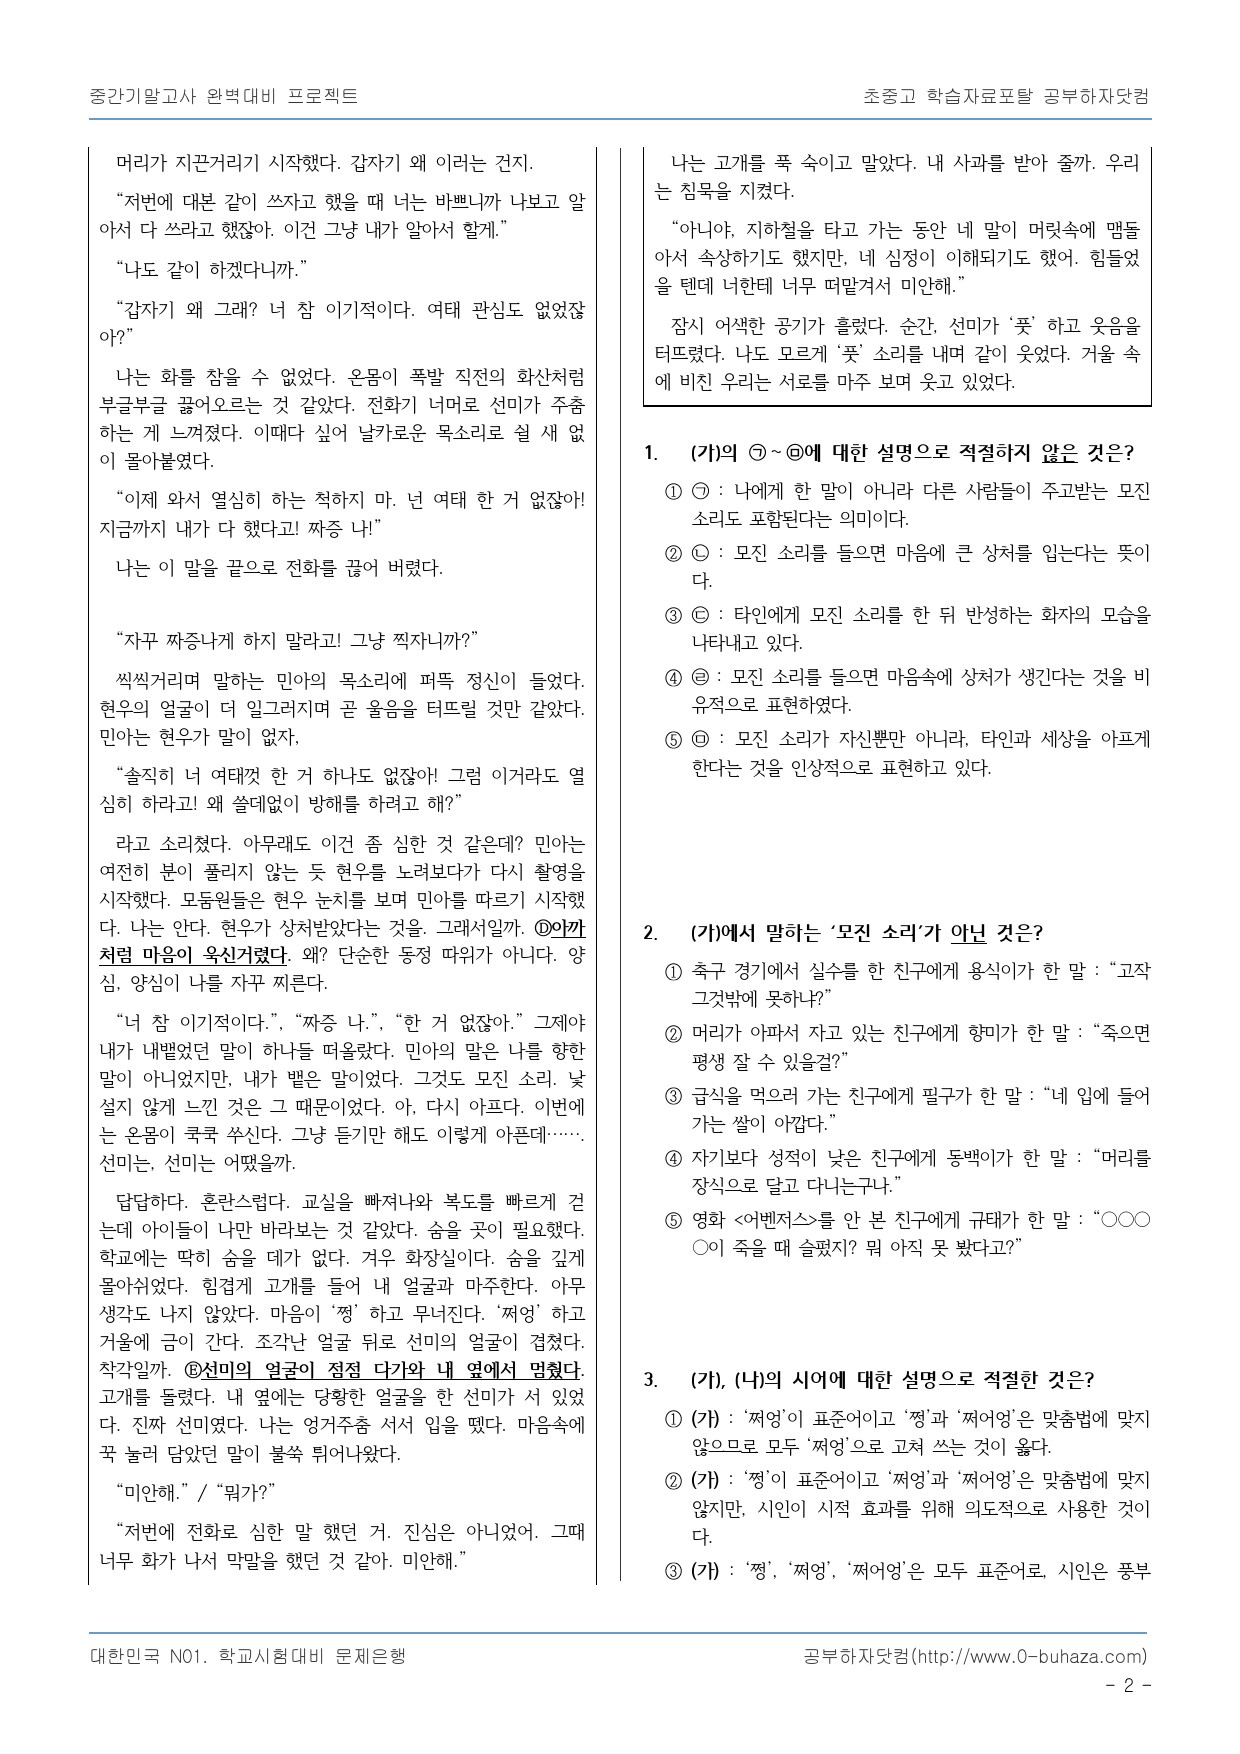 중간기말고사 완벽대비 프로젝트
초중고 학습자료포탈 공부하자닷컴
머리가 지끈거리기 시작했다. 갑자기 왜 이러는 건지.
“저번에 대본 같이 쓰자고 했을 때 너는 바쁘니까 나보고 알
아서 다 쓰라고 했잖아. 이건 그냥 내가 알아서 할게.”
“나도 같이 하겠다니까.”
“갑자기 왜 그래? 너 참 이기적이다. 여태 관심도 없었잖
아?”
나는 화를 참을 수 없었다. 온몸이 폭발 직전의 화산처럼
부글부글 끓어오르는 것 같았다. 전화기 너머로 선미가 주춤
하는 게 느껴졌다. 이때다 싶어 날카로운 목소리로 쉴 새 없
이 몰아붙였다.
“이제 와서 열심히 하는 척하지 마. 넌 여태 한 거 없잖아!
지금까지 내가 다 했다고! 짜증 나!”
나는 이 말을 끝으로 전화를 끊어 버렸다.
“자꾸 짜증나게 하지 말라고! 그냥 찍자니까?”
씩씩거리며 말하는 민아의 목소리에 퍼뜩 정신이 들었다.
현우의 얼굴이 더 일그러지며 곧 울음을 터뜨릴 것만 같았다.
민아는 현우가 말이 없자,
“솔직히 너 여태껏 한 거 하나도 없잖아! 그럼 이거라도 열
심히 하라고! 왜 쓸데없이 방해를 하려고 해?”
라고 소리쳤다. 아무래도 이건 좀 심한 것 같은데? 민아는
여전히 분이 풀리지 않는 듯 현우를 노려보다가 다시 촬영을
시작했다. 모둠원들은 현우 눈치를 보며 민아를 따르기 시작했
다. 나는 안다. 현우가 상처받았다는 것을. 그래서일까. Ⓓ아까
처럼 마음이 욱신거렸다. 왜? 단순한 동정 따위가 아니다. 양
심, 양심이 나를 자꾸 찌른다.
“너 참 이기적이다.”, “짜증 나.”, “한 거 없잖아.” 그제야
내가 내뱉었던 말이 하나들 떠올랐다. 민아의 말은 나를 향한
말이 아니었지만, 내가 뱉은 말이었다. 그것도 모진 소리. 낯
설지 않게 느낀 것은 그 때문이었다. 아, 다시 아프다. 이번에
는 온몸이 쿡쿡 쑤신다. 그냥 듣기만 해도 이렇게 아픈데…….
선미는, 선미는 어땠을까.
답답하다. 혼란스럽다. 교실을 빠져나와 복도를 빠르게 걷
는데 아이들이 나만 바라보는 것 같았다. 숨을 곳이 필요했다.
학교에는 딱히 숨을 데가 없다. 겨우 화장실이다. 숨을 깊게
몰아쉬었다. 힘겹게 고개를 들어 내 얼굴과 마주한다. 아무
생각도 나지 않았다. 마음이 ‘쩡’ 하고 무너진다. ‘쩌엉’ 하고
거울에 금이 간다. 조각난 얼굴 뒤로 선미의 얼굴이 겹쳤다.
착각일까. Ⓔ선미의 얼굴이 점점 다가와 내 옆에서 멈췄다.
고개를 돌렸다. 내 옆에는 당황한 얼굴을 한 선미가 서 있었
다. 진짜 선미였다. 나는 엉거주춤 서서 입을 뗐다. 마음속에
꾹 눌러 담았던 말이 불쑥 튀어나왔다.
“미안해.” / “뭐가?”
“저번에 전화로 심한 말 했던 거. 진심은 아니었어. 그때
너무 화가 나서 막말을 했던 것 같아. 미안해.”
나는 고개를 푹 숙이고 말았다. 내 사과를 받아 줄까. 우리
는 침묵을 지켰다.
“아니야, 지하철을 타고 가는 동안 네 말이 머릿속에 맴돌
아서 속상하기도 했지만, 네 심정이 이해되기도 했어. 힘들었
을 텐데 너한테 너무 떠맡겨서 미안해.”
잠시 어색한 공기가 흘렀다. 순간, 선미가 ‘풋’ 하고 웃음을
터뜨렸다. 나도 모르게 ‘풋’ 소리를 내며 같이 웃었다. 거울 속
에 비친 우리는 서로를 마주 보며 웃고 있었다.
1. (가)의 ㉠~㉤에 대한 설명으로 적절하지 않은 것은?
① ㉠ : 나에게 한 말이 아니라 다른 사람들이 주고받는 모진
소리도 포함된다는 의미이다.
② ㉡ : 모진 소리를 들으면 마음에 큰 상처를 입는다는 뜻이
다.
③ ㉢ : 타인에게 모진 소리를 한 뒤 반성하는 화자의 모습을
나타내고 있다.
④ ㉣ : 모진 소리를 들으면 마음속에 상처가 생긴다는 것을 비
유적으로 표현하였다.
⑤ ㉤ : 모진 소리가 자신뿐만 아니라, 타인과 세상을 아프게
한다는 것을 인상적으로 표현하고 있다.
2. (가)에서 말하는 ‘모진 소리’가 아닌 것은?
① 축구 경기에서 실수를 한 친구에게 용식이가 한 말 : “고작
그것밖에 못하냐?”
② 머리가 아파서 자고 있는 친구에게 향미가 한 말 : “죽으면
평생 잘 수 있을걸?”
③ 급식을 먹으러 가는 친구에게 필구가 한 말 : “네 입에 들어
가는 쌀이 아깝다.”
④ 자기보다 성적이 낮은 친구에게 동백이가 한 말 : “머리를
장식으로 달고 다니는구나.”
⑤ 영화 <어벤저스>를 안 본 친구에게 규태가 한 말 : “○○○
○이 죽을 때 슬펐지? 뭐 아직 못 봤다고?”
3. (가), (나)의 시어에 대한 설명으로 적절한 것은?
① (가) : ‘쩌엉’이 표준어이고 ‘쩡’과 ‘쩌어엉’은 맞춤법에 맞지
않으므로 모두 ‘쩌엉’으로 고쳐 쓰는 것이 옳다.
② (가) : ‘쩡’이 표준어이고 ‘쩌엉’과 ‘쩌어엉’은 맞춤법에 맞지
않지만, 시인이 시적 효과를 위해 의도적으로 사용한 것이
다.
③ (가) : ‘쩡’, ‘쩌엉’, ‘쩌어엉’은 모두 표준어로, 시인은 풍부
대한민국 N01. 학교시험대비 문제은행
공부하자닷컴(http://www.0-buhaza.com)
- 2 -